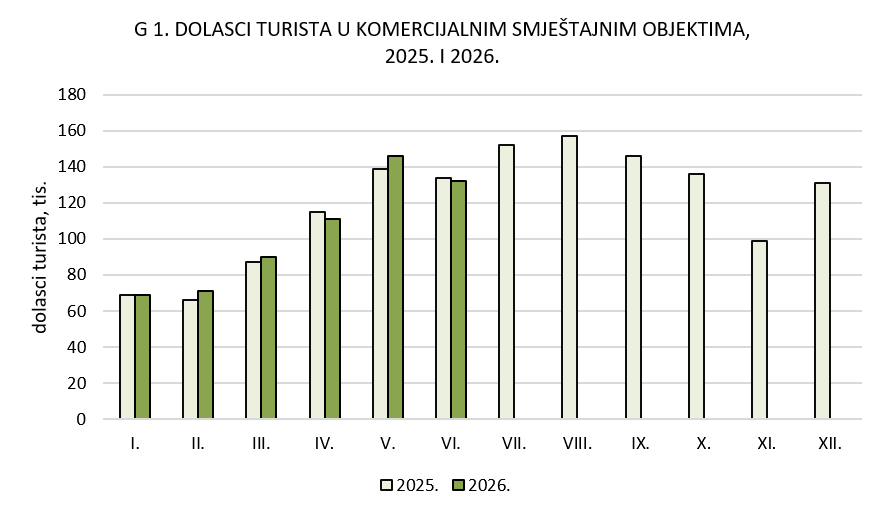 G 1. DOLASCI TURISTA U KOMERCIJALNIM SMJEŠTAJNIM OBJEKTIMA,
2025. I 2026.
dolasci turista, tis.
180
160
140
120
100
80
60
40
20
0
I. II. III. IV. V. VI. VII. VIII. IX. X. XI. XII.
2025. 2026.